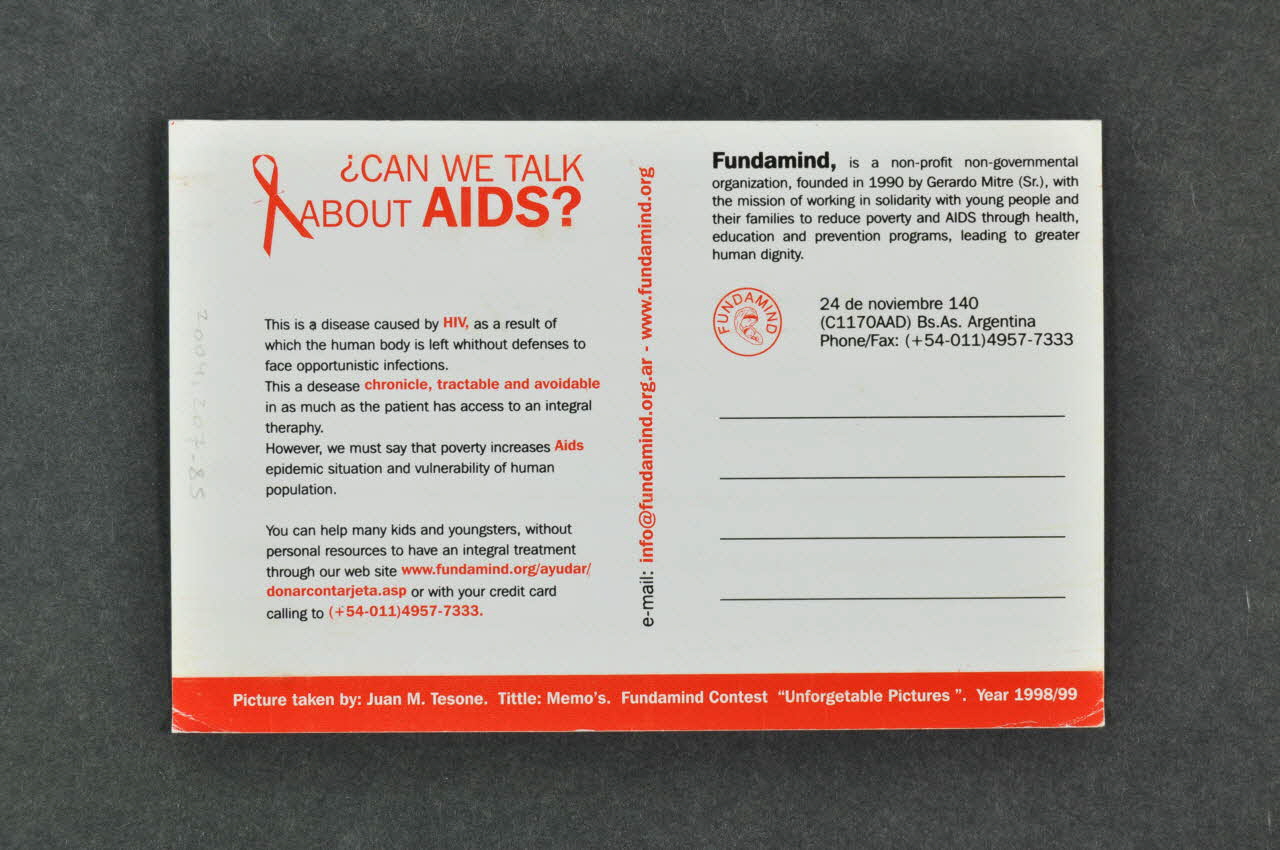 ¿CAN WE TALK
ABOUT AIDS?
This is a disease caused by HIV, as a result of
which the human body is left whithout defenses to
face opportunistic infections.
This a desease chronicle, tractable and avoidable
in as much as the patient has access to an integral
theraphy.
However, we must say that poverty increases Aids
epidemic situation and vulnerability of human
population.
You can help many kids and youngsters, without
personal resources to have an integral treatment
through our web site www.fundamind.org/ayudar/
donarcontarjeta.asp or with your credit card
calling to (+54-011)4957-7333.
2004.307-85
e-mail: info@fundamind.org.ar - www.fundamind.org
Fundamind, is a non-profit non-governmental
organization, founded in 1990 by Gerardo Mitre (Sr.), with
the mission of working in solidarity with young people and
their families to reduce poverty and AIDS through health,
education and prevention programs, leading to greater
human dignity.
FUNDAMIND
24 de noviembre 140
(C1170AAD) Bs.As. Argentina
Phone/Fax: (+54-011)4957-7333
Picture taken by: Juan M. Tesone. Tittle: Memo's. Fundamind Contest “Unforgetable Pictures ”. Year 1998/99